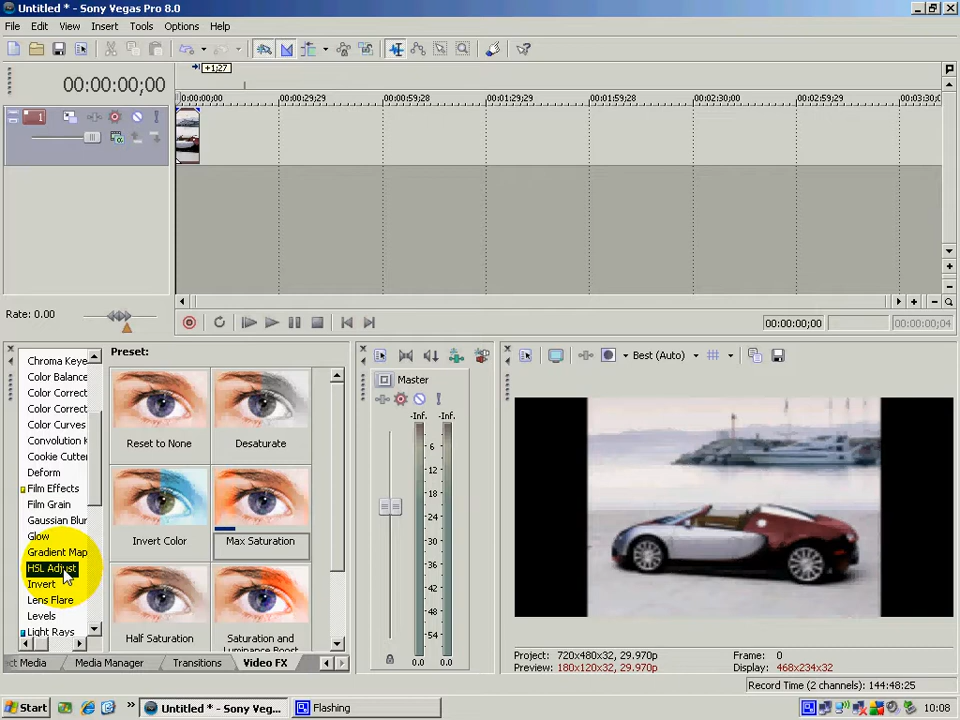 Untitled * - Sony Vegas Pro 8.0
File Edit View Insert Tools Options Help
+1;27
00:00:00;00
00:00:00;00 00:00:29;29 00:00:59;28 00:01:29;29 00:01:59;28 00:02:30;00 00:02:59;29 00:03:30;0
1
Rate: 0.00
00:00:00;00 00:00:00;04
Chroma Keye
Color Balance
Color Correct
Color Correct
Color Curves
Convolution K
Cookie Cutter
Deform
Film Effects
Film Grain
Gaussian Blur
Glow
Gradient Map
HSL Adjust
Invert
Lens Flare
Levels
Light Rays
Preset:
Reset to None Desaturate
Invert Color Max Saturation
Half Saturation Saturation and Luminance Boost
Master
-Inf. -Inf.
6
12
18
24
30
36
42
48
54
0.0 0.0
Best (Auto)
Project: 720x480x32, 29.970p Frame: 0
Preview: 180x120x32, 29.970p Display: 468x234x32
ct Media Media Manager Transitions Video FX
Record Time (2 channels): 144:48:25
Start Untitled * - Sony Vega... Flashing 10:08